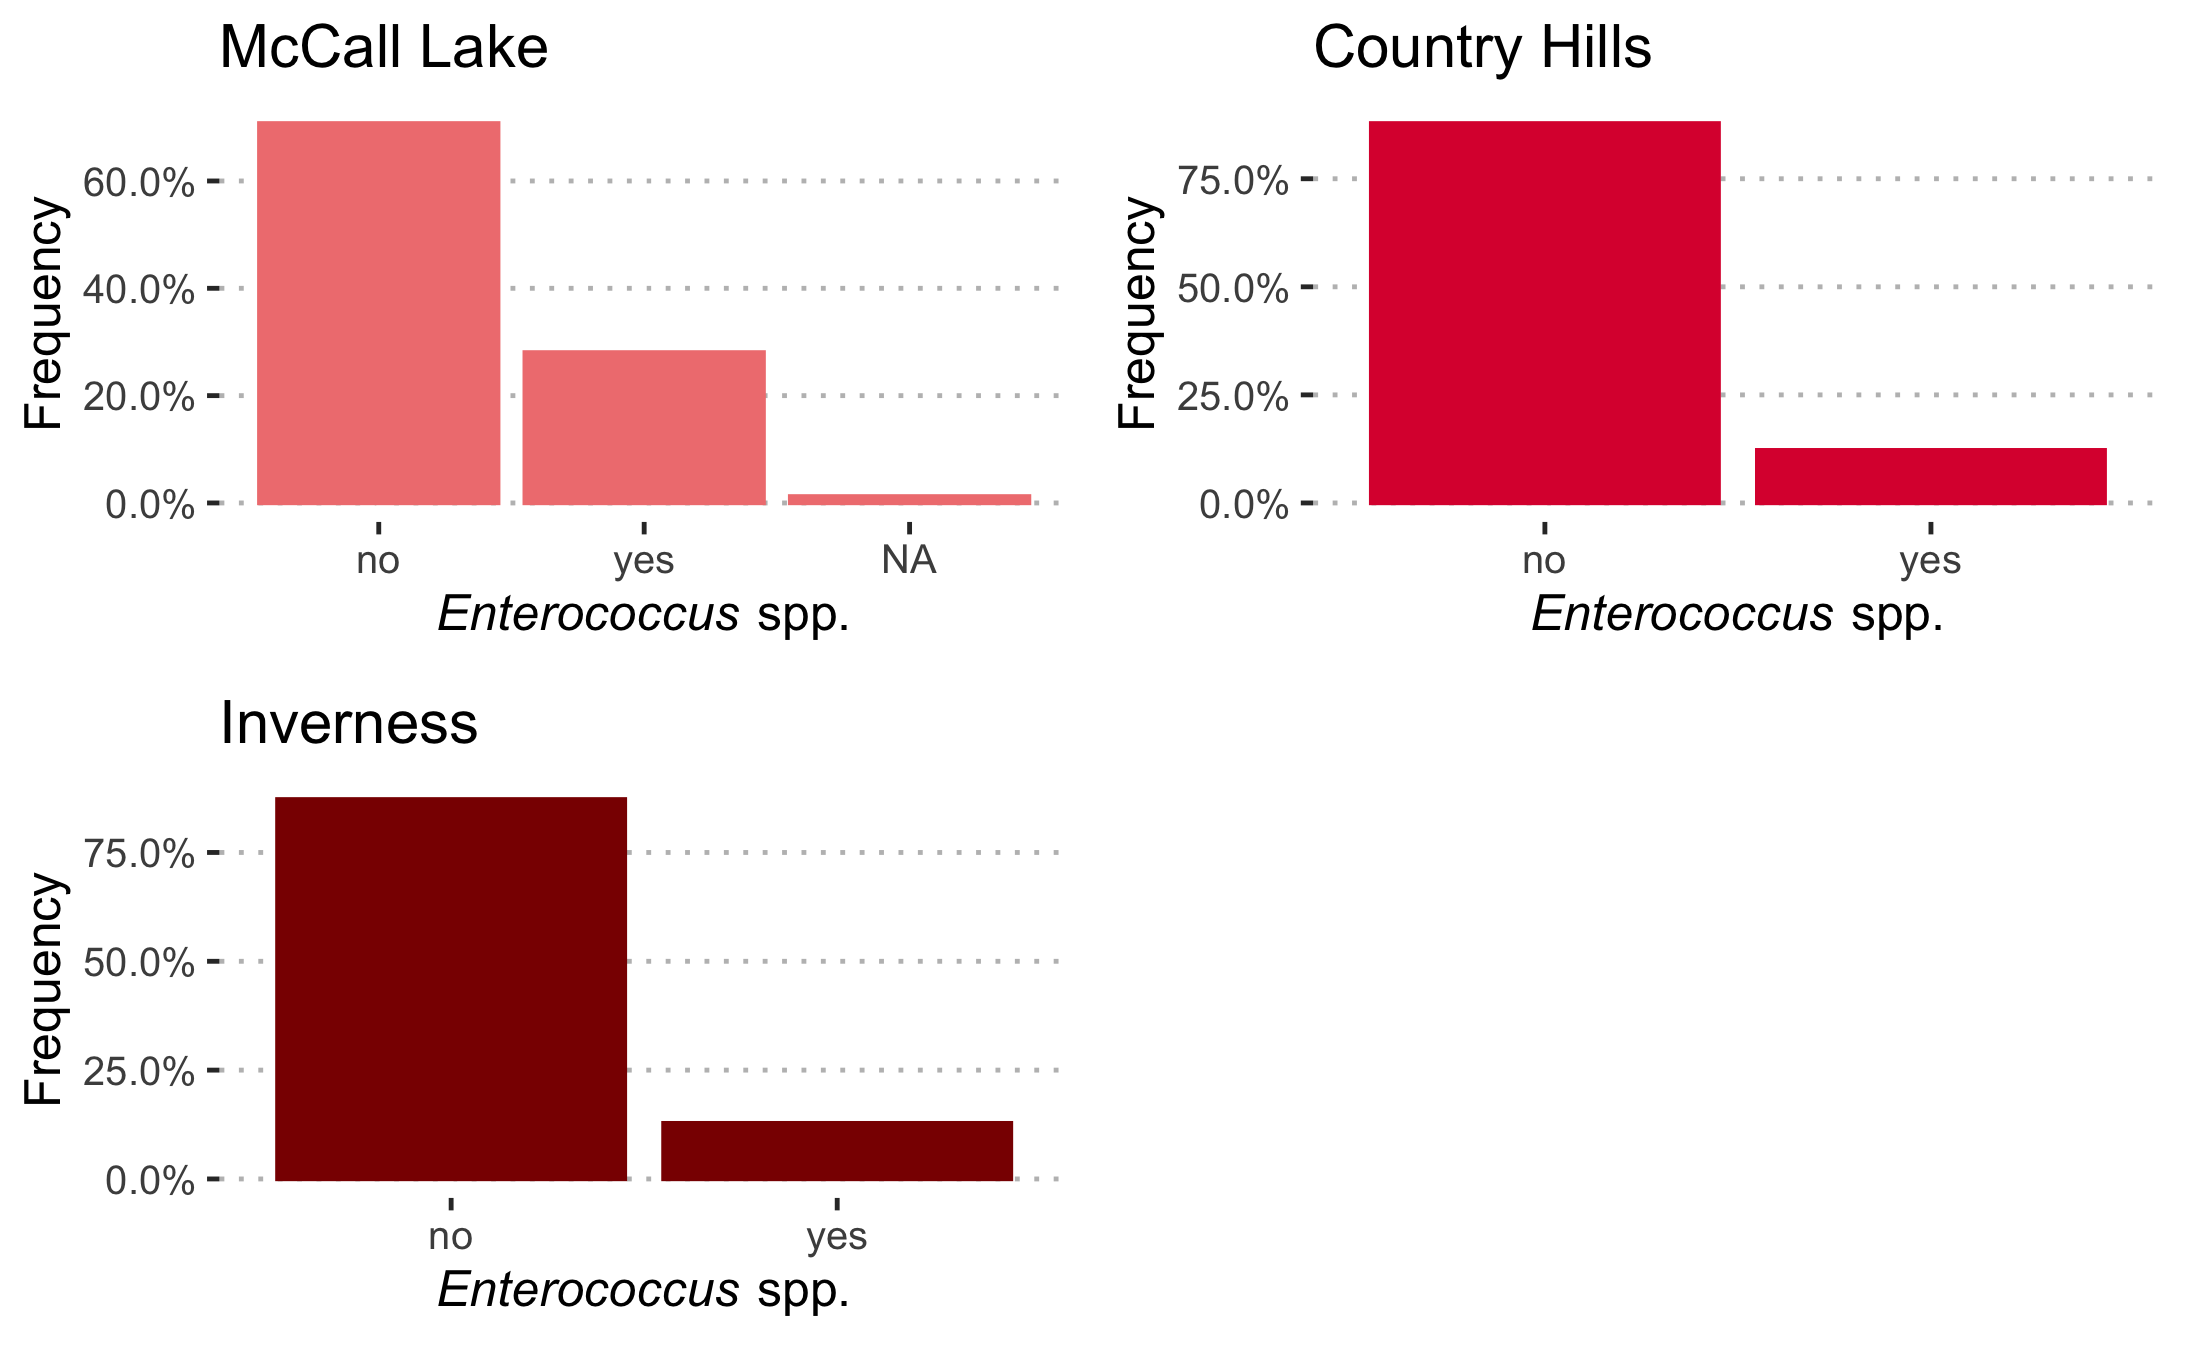 McCall Lake
Frequency
60.0%
40.0%
20.0%
0.0%
no yes NA
Enterococcus spp.
Country Hills
Frequency
75.0%
50.0%
25.0%
0.0%
no yes
Enterococcus spp.
Inverness
Frequency
75.0%
50.0%
25.0%
0.0%
no yes
Enterococcus spp.